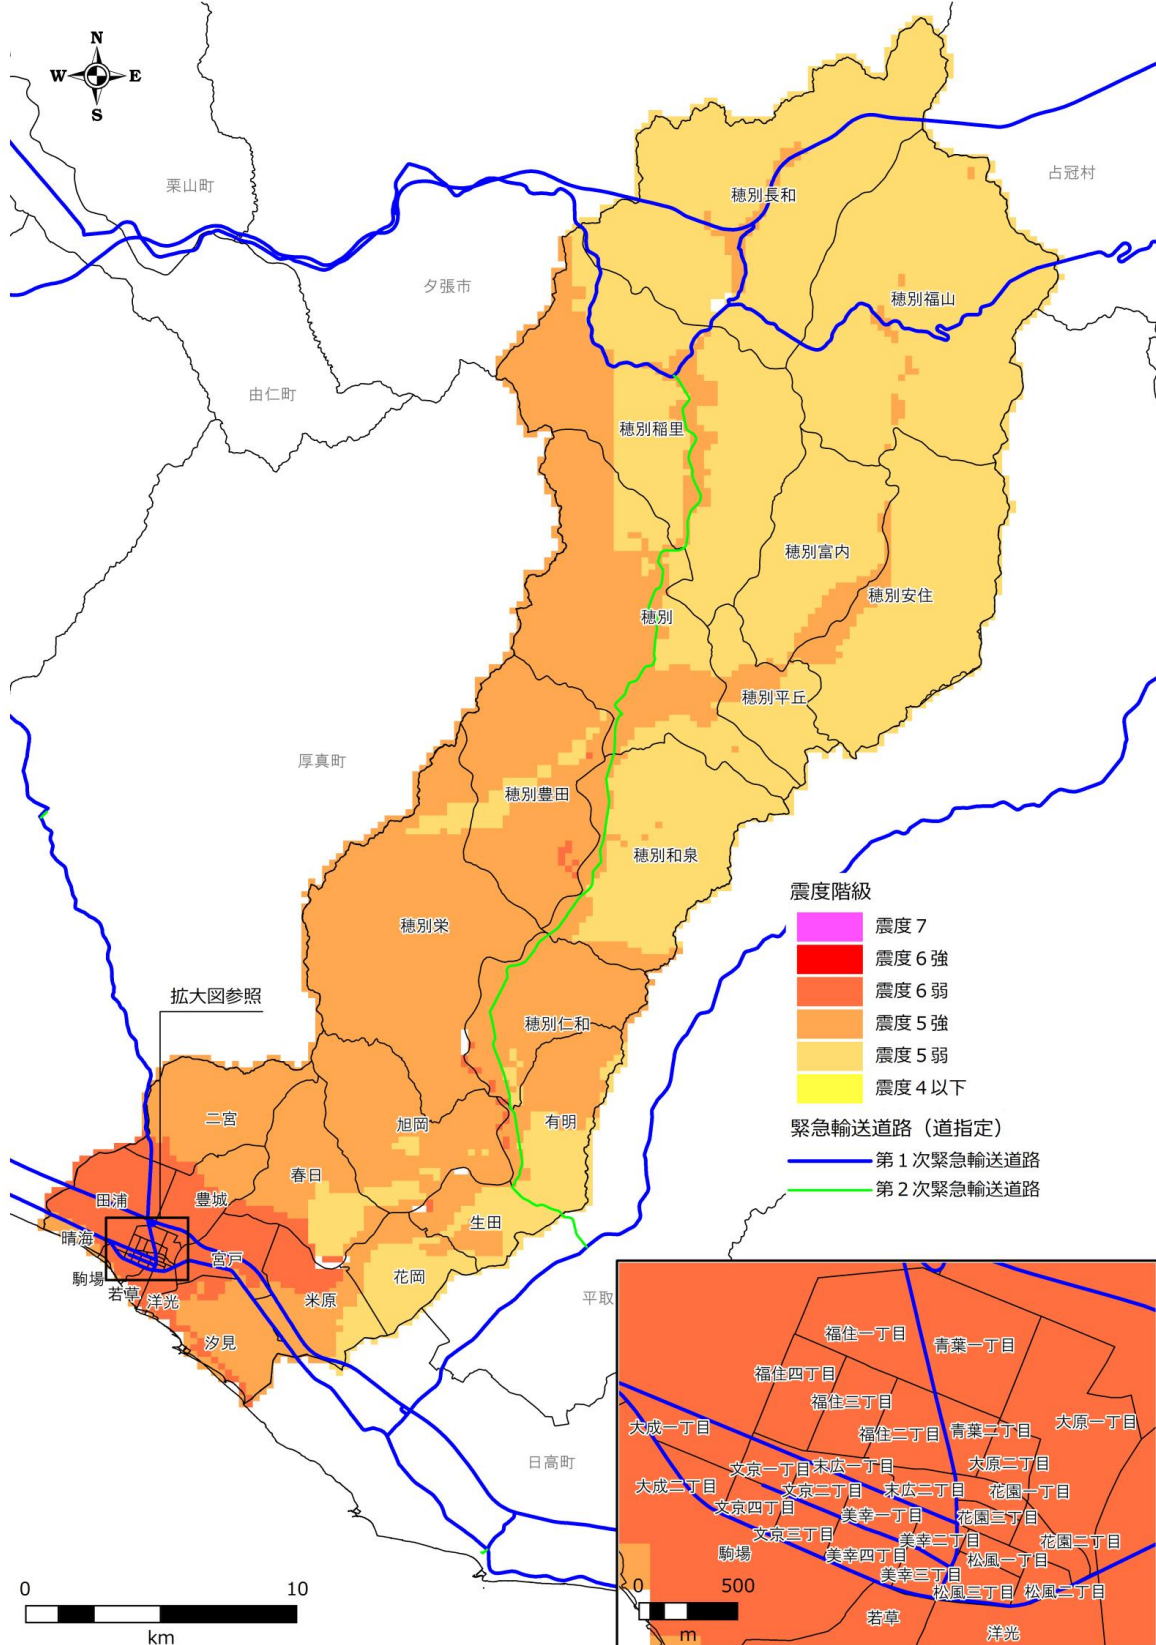 N
W E
S
栗山町
占冠村
穂別長和
夕張市
穂別福山
由仁町
穂別稲里
穂別富内
穂別安住
穂別
穂別平丘
厚真町
穂別豊田
穂別和泉
震度階級
震度７
震度６強
震度６弱
震度５強
震度５弱
震度４以下
緊急輸送道路（道指定）
第１次緊急輸送道路
第２次緊急輸送道路
穂別栄
拡大図参照
穂別仁和
二宮
旭岡
有明
春日
田浦
豊城
生田
晴海
宮戸
駒場
花岡
若草
洋光
米原
平取
汐見
日高町
0 10
km
福住一丁目
青葉一丁目
福住四丁目
福住三丁目
大原一丁目
大成一丁目
福住二丁目
青葉二丁目
文京一丁目
末広一丁目
大原二丁目
大成二丁目
文京二丁目
末広二丁目
花園一丁目
文京四丁目
美幸一丁目
花園三丁目
文京三丁目
美幸二丁目
花園二丁目
駒場
美幸四丁目
松風一丁目
美幸三丁目
松風三丁目
松風二丁目
0 500
m
若草
洋光